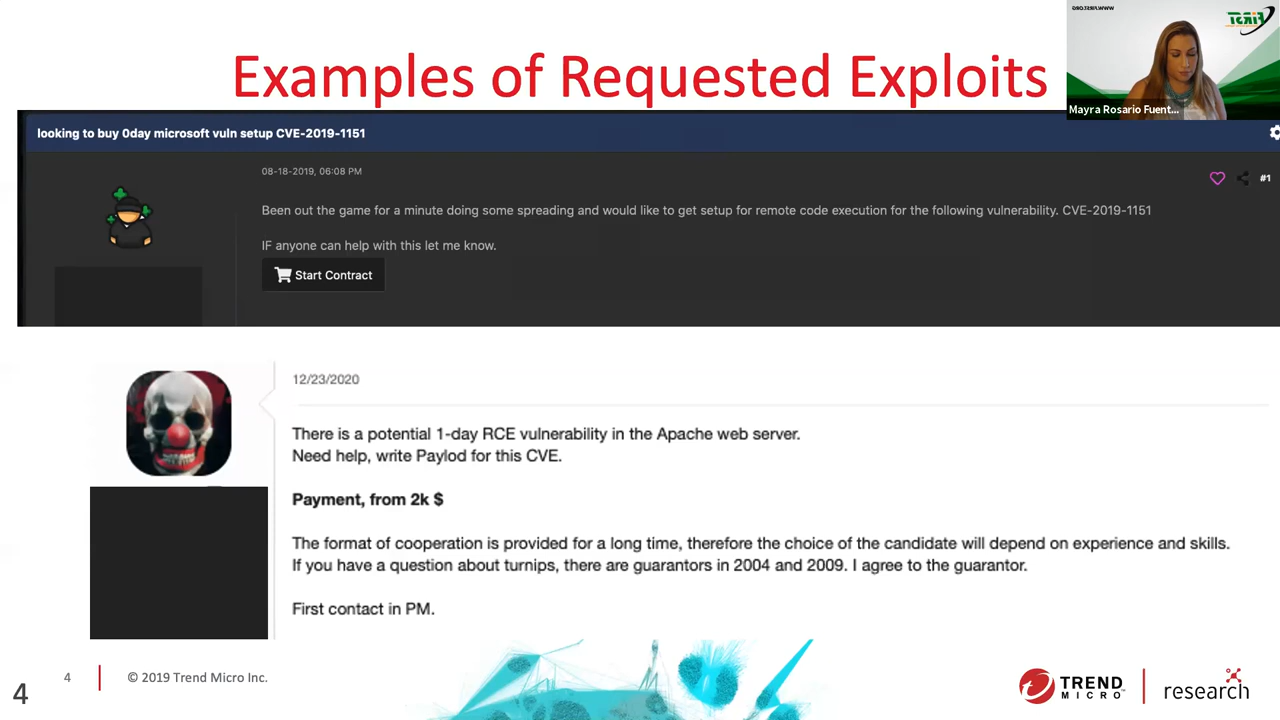 WWW.FIRST.ORG
FIRST
Examples of Requested Exploits
Mayra Rosario Fuent...
looking to buy 0day microsoft vuln setup CVE-2019-1151
08-18-2019, 06:08 PM
#1
Been out the game for a minute doing some spreading and would like to get setup for remote code execution for the following vulnerability. CVE-2019-1151
IF anyone can help with this let me know.
Start Contract
12/23/2020
There is a potential 1-day RCE vulnerability in the Apache web server.
Need help, write Paylod for this CVE.
Payment, from 2k $
The format of cooperation is provided for a long time, therefore the choice of the candidate will depend on experience and skills.
If you have a question about turnips, there are guarantors in 2004 and 2009. I agree to the guarantor.
First contact in PM.
4
4
© 2019 Trend Micro Inc.
TREND
MICRO
research